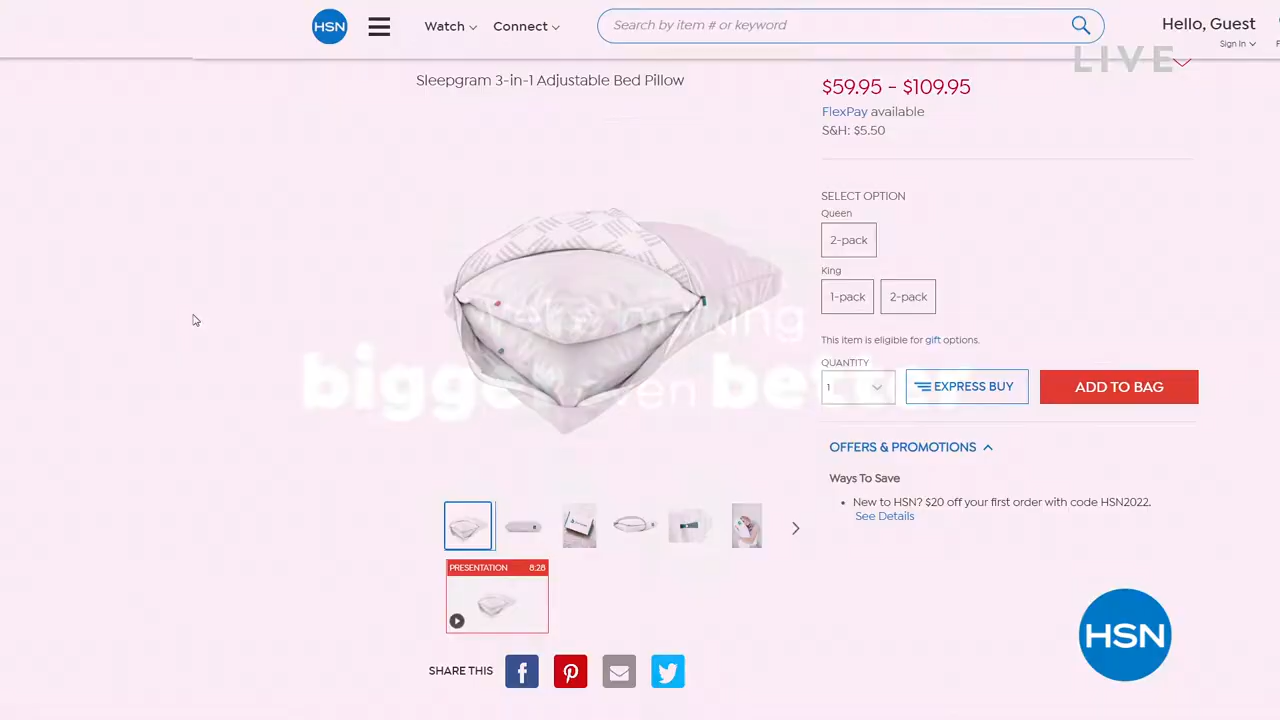 HSN
Watch
Connect
Search by item # or keyword
Hello, Guest
Sign In
LIVE
Sleepgram 3-in-1 Adjustable Bed Pillow
$59.95 - $109.95
FlexPay available
S&H: $5.50
SELECT OPTION
Queen
2-pack
King
1-pack 2-pack
making
This item is eligible for gift options.
QUANTITY
1
EXPRESS BUY
ADD TO BAG
OFFERS & PROMOTIONS
Ways To Save
• New to HSN? $20 off your first order with code HSN2022.
See Details
PRESENTATION 8:28
SHARE THIS
HSN